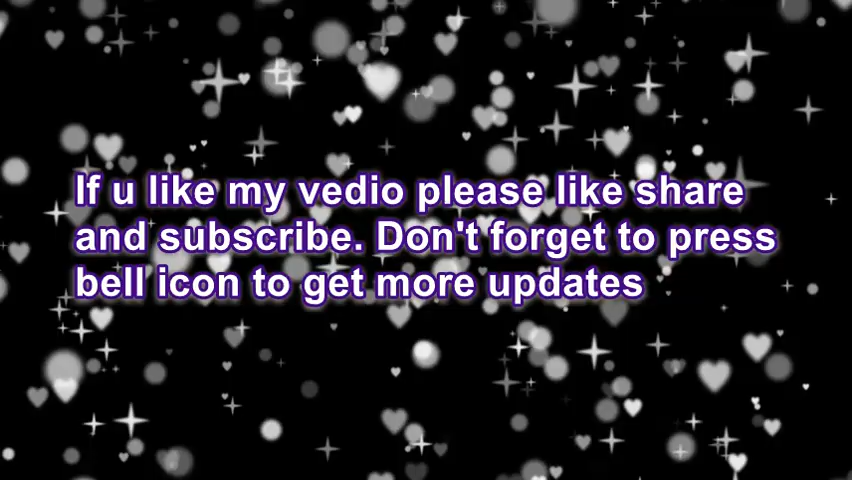 If u like my vedio please like share
and subscribe. Don't forget to press
bell icon to get more updates